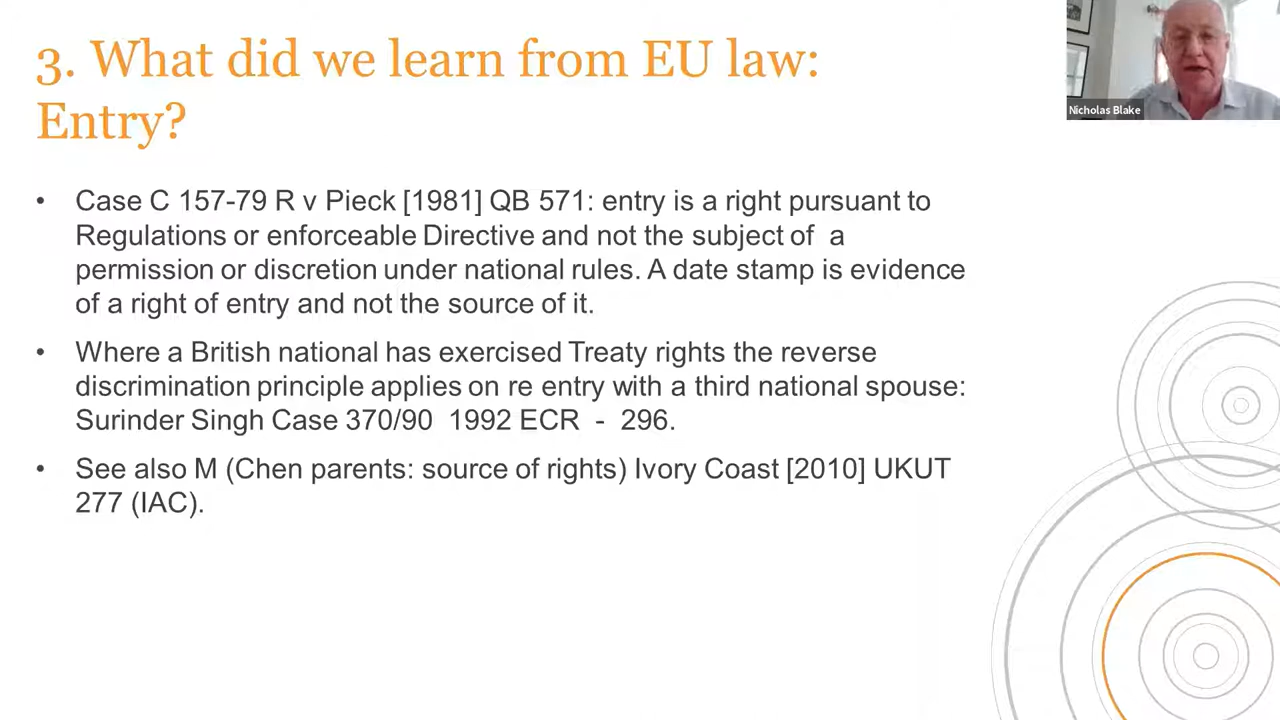 3. What did we learn from EU law:
Entry?
Nicholas Blake
• Case C 157-79 R v Pieck [1981] QB 571: entry is a right pursuant to
Regulations or enforceable Directive and not the subject of a
permission or discretion under national rules. A date stamp is evidence
of a right of entry and not the source of it.
• Where a British national has exercised Treaty rights the reverse
discrimination principle applies on re entry with a third national spouse:
Surinder Singh Case 370/90 1992 ECR - 296.
• See also M (Chen parents: source of rights) Ivory Coast [2010] UKUT
277 (IAC).